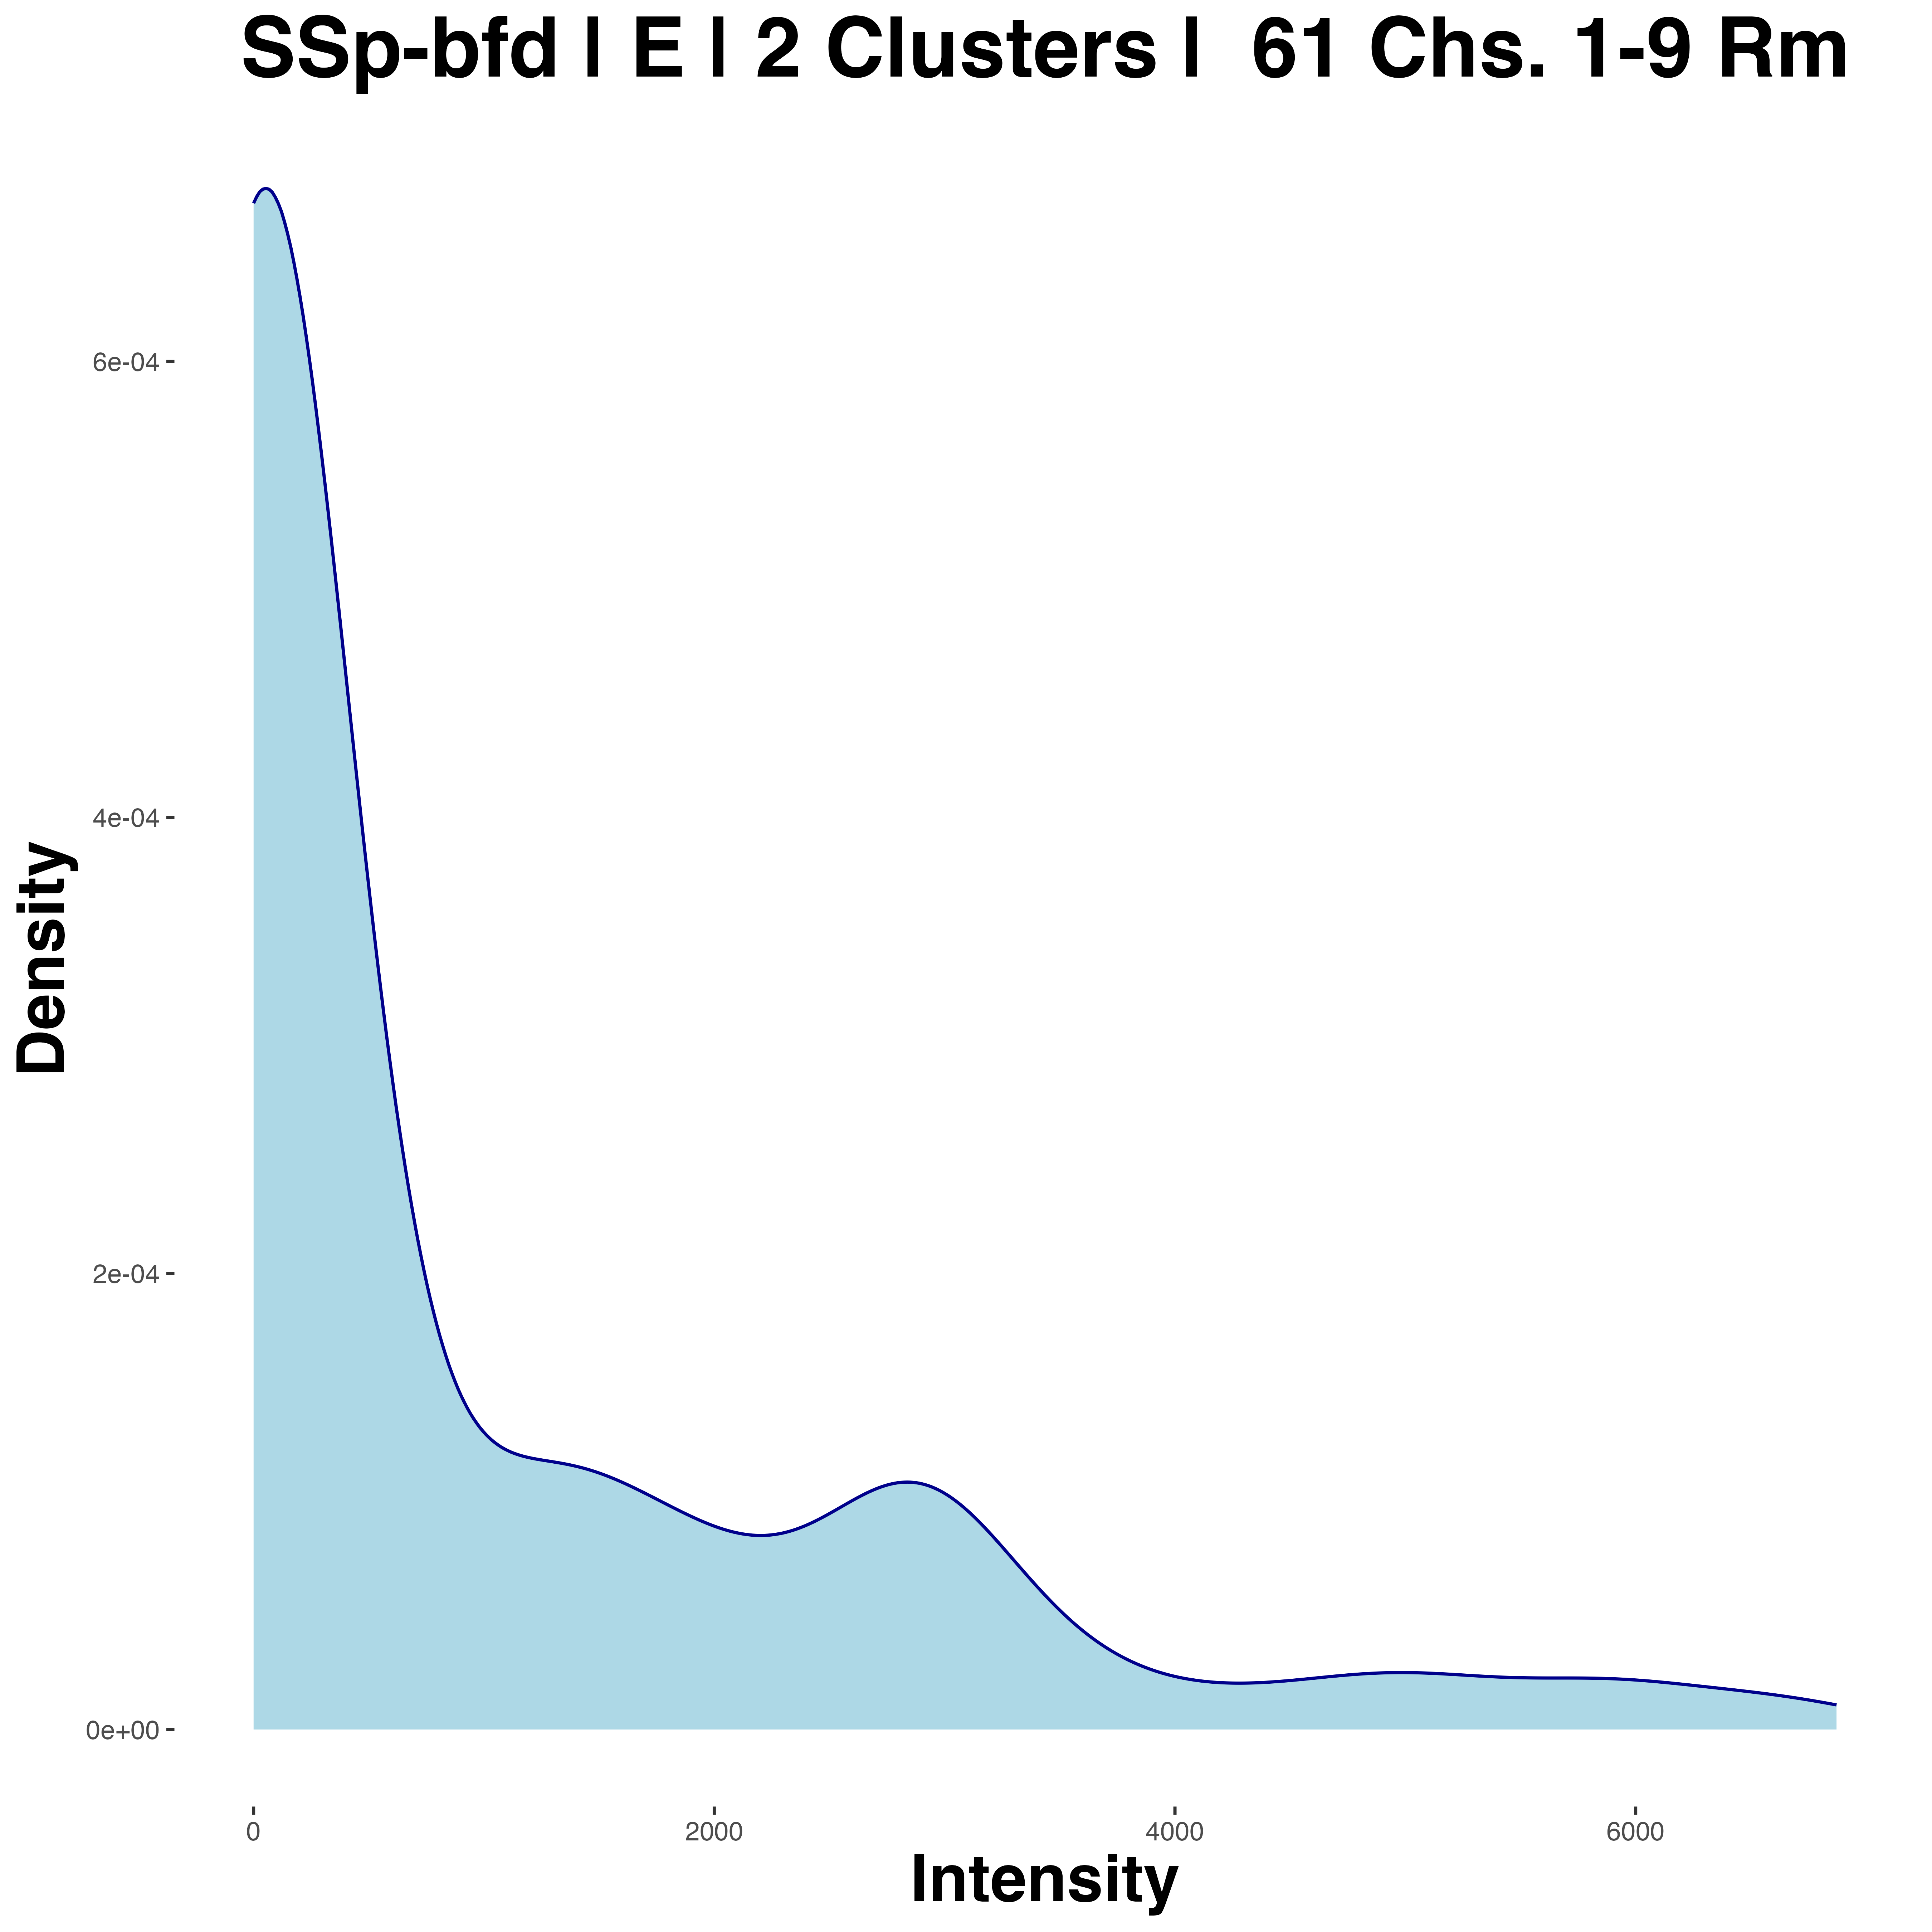 SSp-bfd | E | 2 Clusters | 61 Chs. 1-9 Rm
6e-04
4e-04
2e-04
0e+00
Density
0 2000 4000 6000
Intensity